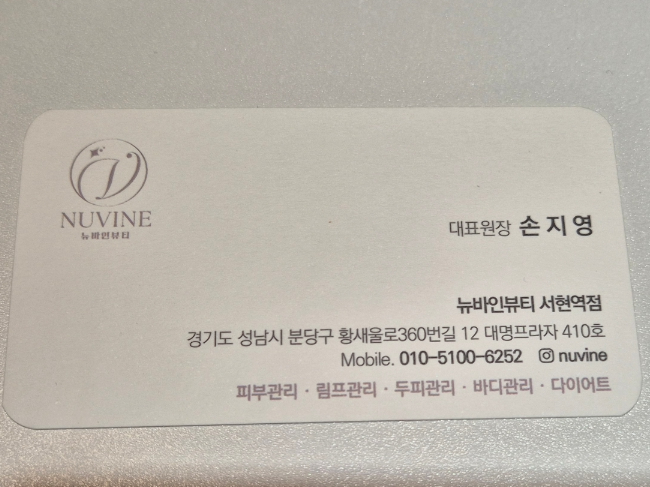 NUVINE
뉴바인뷰티
대표원장 손지영
뉴바인뷰티 서현역점
경기도 성남시 분당구 황새울로360번길 12 대명프라자 410호
Mobile. 010-5100-6252 nuvine
피부관리 · 림프관리 · 두피관리 · 바디관리 · 다이어트